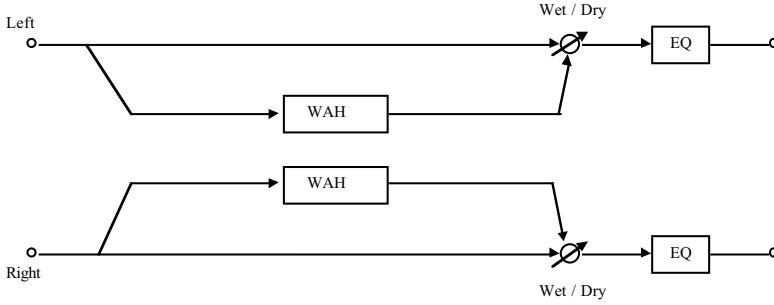 Wet / Dry
Left
EQ
WAH
WAH
EQ
Right
Wet / Dry